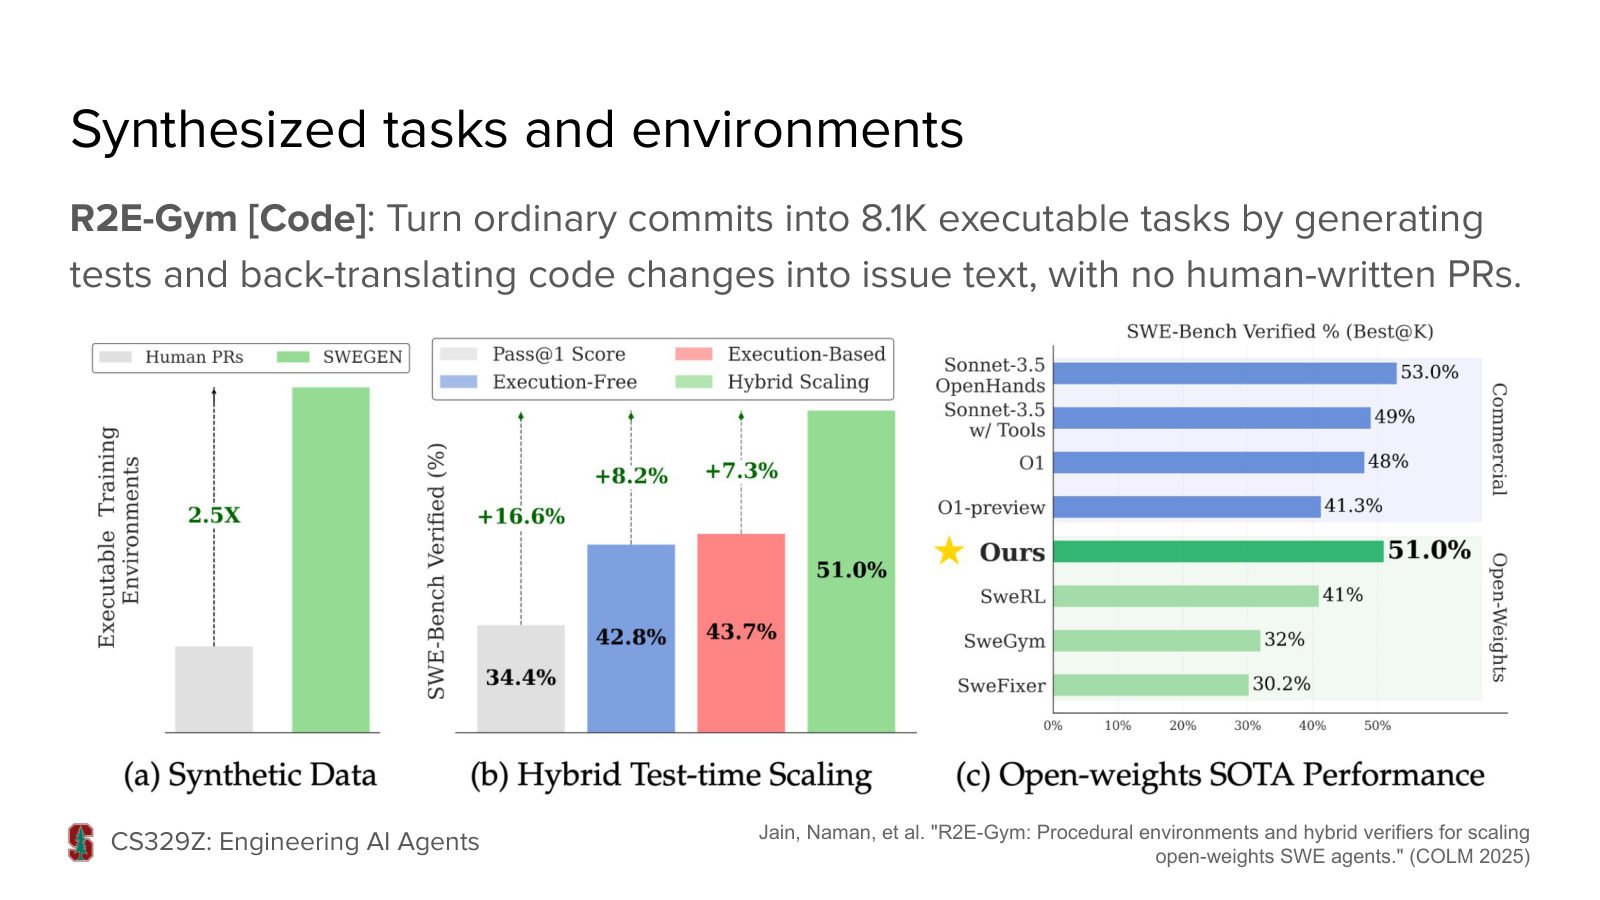 Synthesized tasks and environments
R2E-Gym [Code]: Turn ordinary commits into 8.1K executable tasks by generating
tests and back-translating code changes into issue text, with no human-written PRs.
Human PRs
SWEGEN
Executable Training
Environments
2.5X
(a) Synthetic Data
Pass@1 Score
Execution-Based
Execution-Free
Hybrid Scaling
SWE-Bench Verified (%)
+16.6%
+8.2%
+7.3%
34.4%
42.8%
43.7%
51.0%
(b) Hybrid Test-time Scaling
SWE-Bench Verified % (Best@K)
Sonnet-3.5
OpenHands
53.0%
Sonnet-3.5
w/ Tools
49%
O1
48%
O1-preview
41.3%
Commercial
Ours
51.0%
SweRL
41%
SweGym
32%
SweFixer
30.2%
Open-Weights
0%
10%
20%
30%
40%
50%
(c) Open-weights SOTA Performance
CS329Z: Engineering AI Agents
Jain, Naman, et al. "R2E-Gym: Procedural environments and hybrid verifiers for scaling
open-weights SWE agents." (COLM 2025)